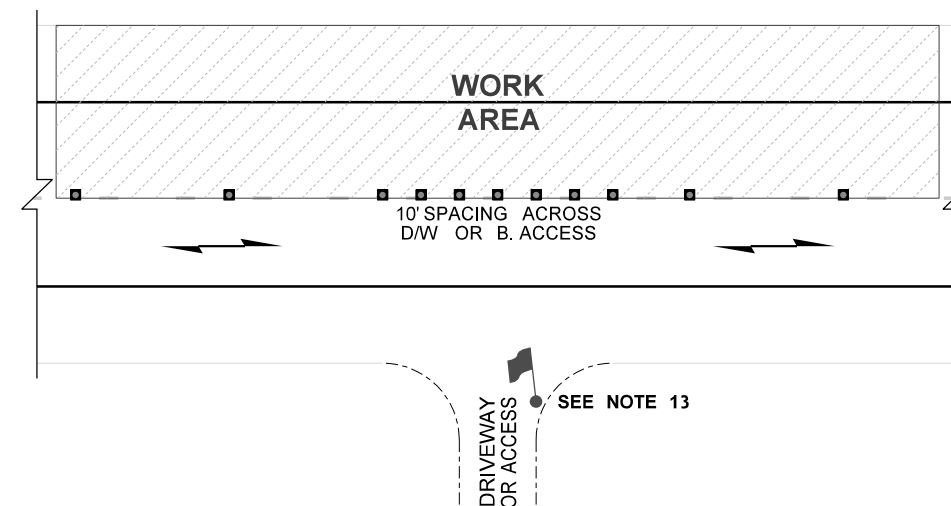 WORK
AREA
10' SPACING ACROSS
D/W OR B. ACCESS
SEE NOTE 13
DRIVEWAY
OR ACCESS